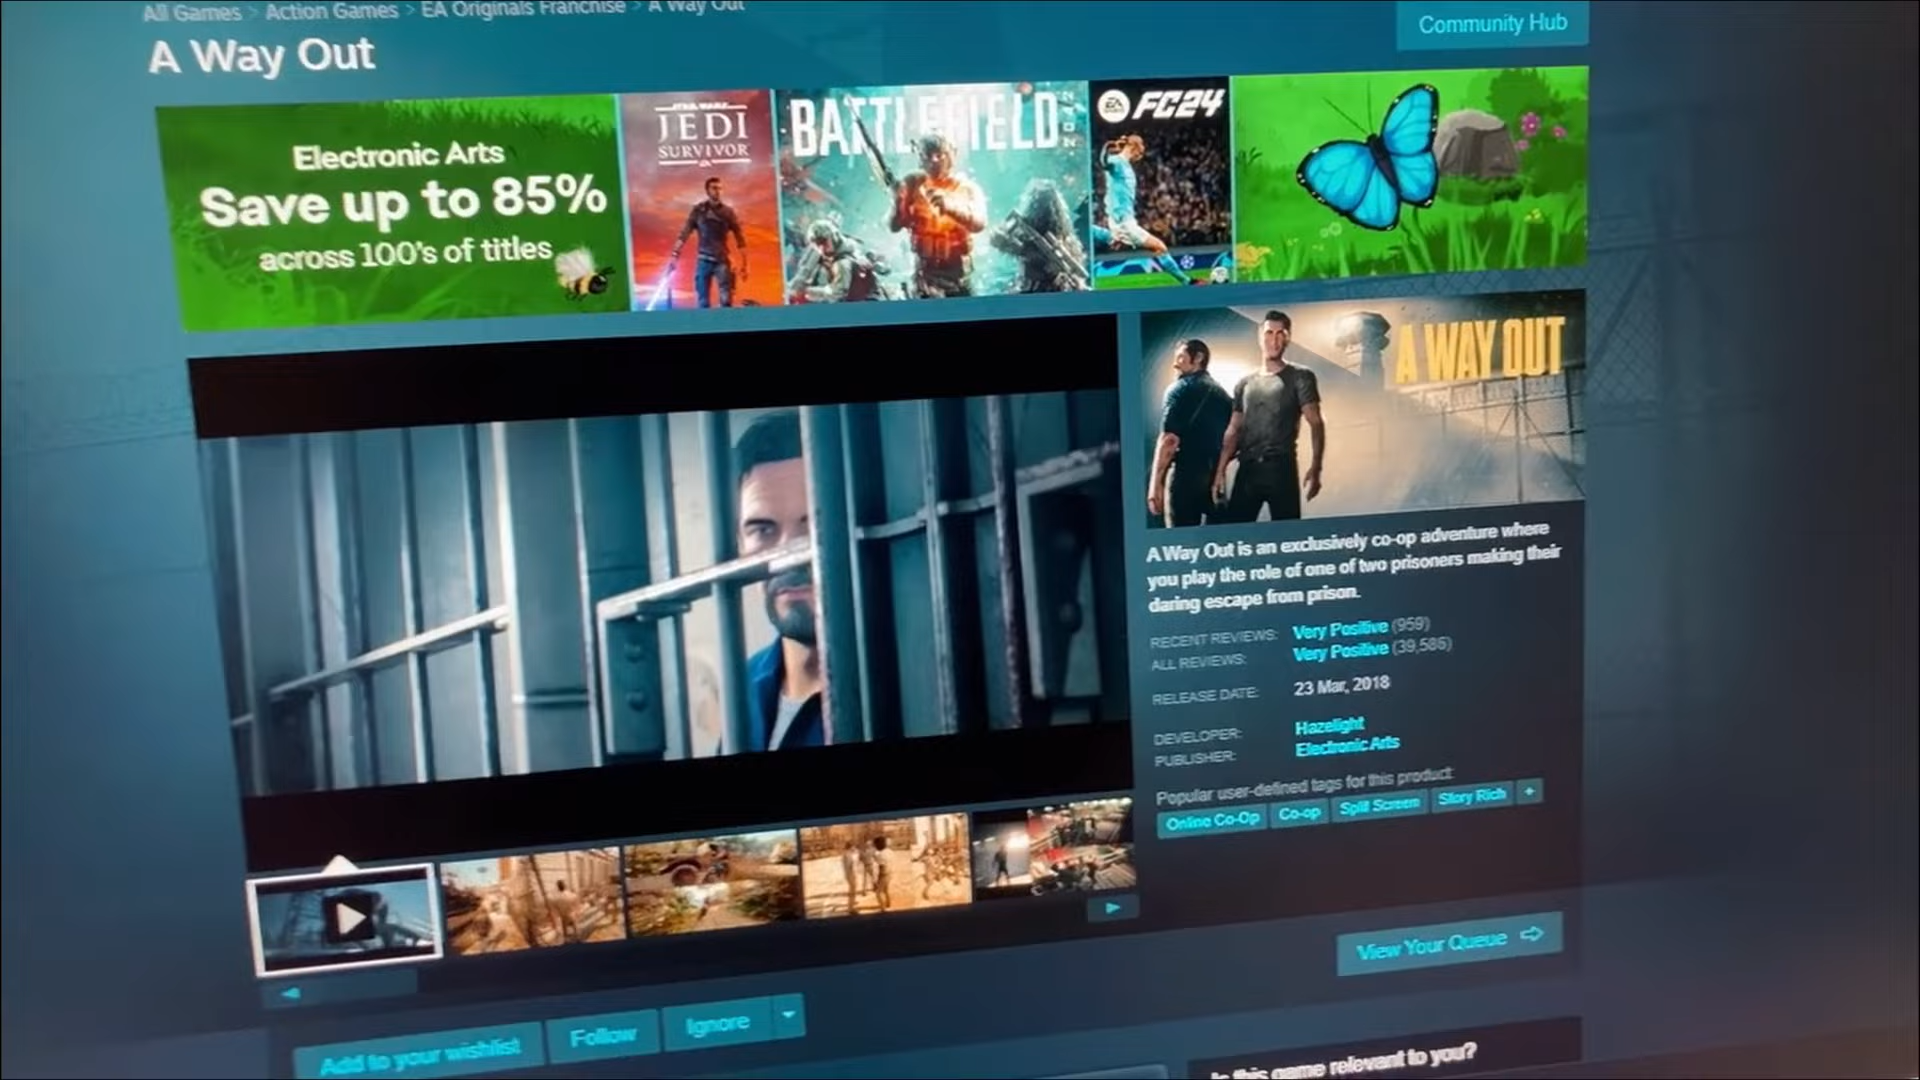 All Games > Action Games > EA Originals Franchise > A Way Out
A Way Out
Community Hub
Electronic Arts
Save up to 85%
across 100's of titles
STAR WARS
JEDI
SURVIVOR
BATTLEFIELD
EA SPORTS FC24
A WAY OUT
A Way Out is an exclusively co-op adventure where
you play the role of one of two prisoners making their
daring escape from prison.
RECENT REVIEWS: Very Positive (959)
ALL REVIEWS: Very Positive (39,586)
RELEASE DATE: 23 Mar, 2018
DEVELOPER: Hazelight
PUBLISHER: Electronic Arts
Popular user-defined tags for this product:
Online Co-Op Co-op Split Screen Story Rich +
View Your Queue
Add to your wishlist Follow Ignore
Is this game relevant to you?